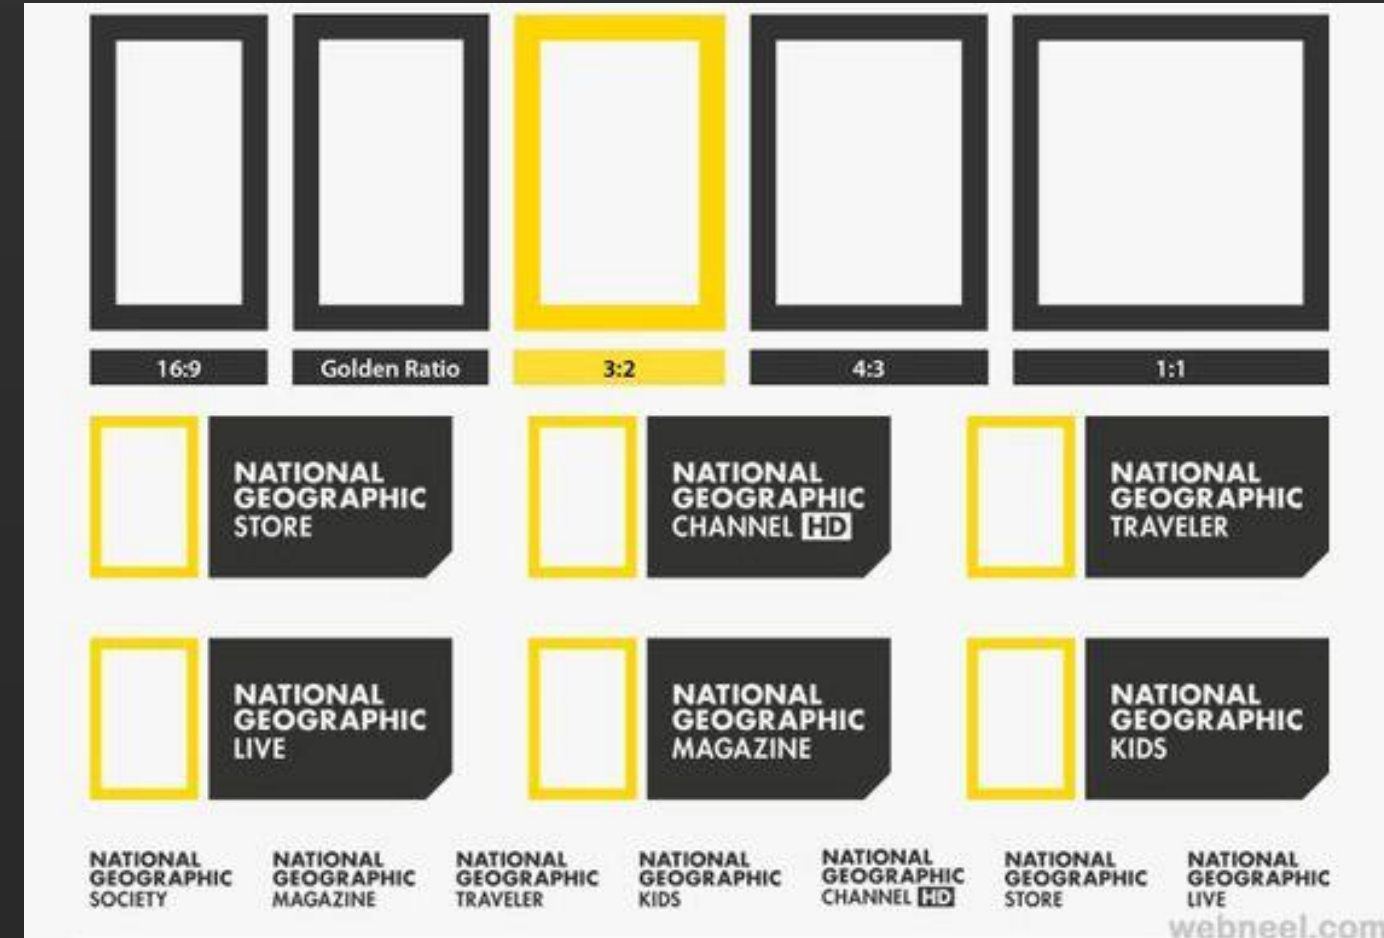 16:9
Golden Ratio
3:2
4:3
1:1
NATIONAL
GEOGRAPHIC
STORE
NATIONAL
GEOGRAPHIC
CHANNEL HD
NATIONAL
GEOGRAPHIC
TRAVELER
NATIONAL
GEOGRAPHIC
LIVE
NATIONAL
GEOGRAPHIC
MAGAZINE
NATIONAL
GEOGRAPHIC
KIDS
NATIONAL
GEOGRAPHIC
SOCIETY
NATIONAL
GEOGRAPHIC
MAGAZINE
NATIONAL
GEOGRAPHIC
TRAVELER
NATIONAL
GEOGRAPHIC
KIDS
NATIONAL
GEOGRAPHIC
CHANNEL HD
NATIONAL
GEOGRAPHIC
STORE
NATIONAL
GEOGRAPHIC
LIVE
webneel.com